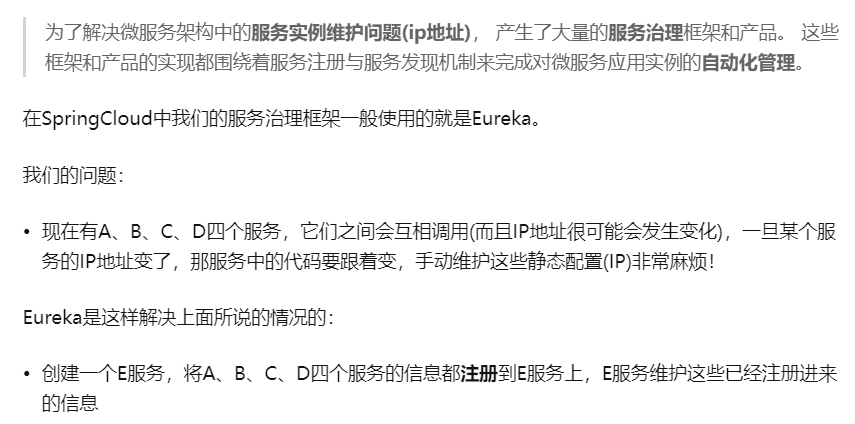 为了解决微服务架构中的服务实例维护问题(ip地址)， 产生了大量的服务治理框架和产品。 这些
框架和产品的实现都围绕着服务注册与服务发现机制来完成对微服务应用实例的自动化管理。
在SpringCloud中我们的服务治理框架一般使用的就是Eureka。
我们的问题：
• 现在有A、B、C、D四个服务，它们之间会互相调用(而且IP地址很可能会发生变化)，一旦某个服
务的IP地址变了，那服务中的代码要跟着变，手动维护这些静态配置(IP)非常麻烦！
Eureka是这样解决上面所说的情况的：
• 创建一个E服务，将A、B、C、D四个服务的信息都注册到E服务上，E服务维护这些已经注册进来
的信息